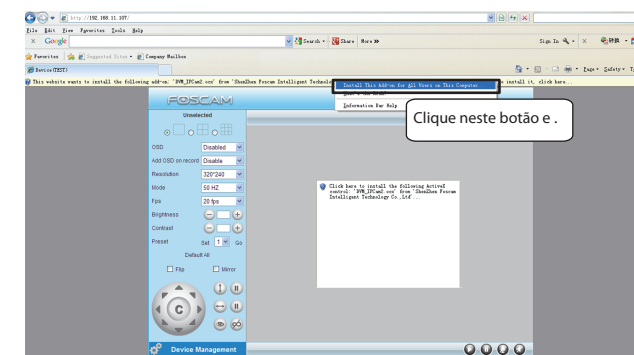 http://192.168.11.107/
File Edit View Favorites Tools Help
x Google
Search Share More »
Sign In
Favorites Suggested Sites Company Mailbox
Device(TEST)
Page Safety
This website wants to install the following add-on: 'DVM_IPCam2.ocx' from 'ShenZhen Foscam Intelligent Technolo
install it, click here...
Install This Add-on for All Users on This Computer
Information Bar Help
Clique neste botão e .
FOSCAM
Unselected
OSD Disabled
Add OSD on record Disable
Resolution 320*240
Mode 50 HZ
Fps 20 fps
Brightness
Contrast
Preset Set 1 Go
Default All
Flip Mirror
C
Device Management
Click here to install the following ActiveX
control: 'DVM_IPCam2.ocx' from 'ShenZhen Foscam
Intelligent Technology Co.,Ltd'...